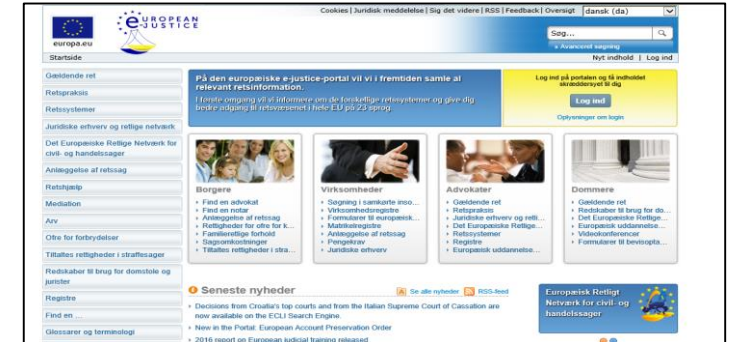 Cookies | Juridisk meddelelse | Sig det videre | RSS | Feedback | Oversigt dansk (da)
EUROPEAN
E-JUSTICE
europa.eu
Søg...
» Avanceret søgning
Startside
Nyt indhold | Log ind
Gældende ret
Retspraksis
Retssystemer
Juridiske erhverv og retlige netværk
Det Europæiske Retlige Netværk for
civil- og handelssager
Anlæggelse af retssag
Retshjælp
Mediation
Arv
Ofre for forbrydelser
Tiltaltes rettigheder i straffesager
Redskaber til brug for domstole og
jurister
Registre
Find en ...
Glossarer og terminologi
På den europæiske e-justice-portal vil vi i fremtiden samle al
relevant retsinformation.
I første omgang vil vi informere om de forskellige retssystemer og give dig
bedre adgang til retsvæsenet i hele EU på 23 sprog.
Log ind på portalen og få indholdet
skræddersyet til dig
Log ind
Oplysninger om login
Borgere
Find en advokat
Find en notar
Anlæggelse af retssag
Rettigheder for ofre for k...
Familieretlige forhold
Sagsomkostninger
Tiltaltes rettigheder i stra...
Virksomheder
Søgning i samkørte inso...
Virksomhedsregistre
Formularer til europæisk...
Matrikelregistre
Anlæggelse af retssag
Pengekrav
Juridiske erhverv
Advokater
Gældende ret
Retspraksis
Juridiske erhverv og retli...
Det Europæiske Retlige...
Retssystemer
Registre
Europæisk uddannelse...
Dommere
Gældende ret
Redskaber til brug for do...
Det Europæiske Retlige...
Europæisk uddannelse...
Videokonferencer
Formularer til bevisopta...
Seneste nyheder
Se alle nyheder RSS-feed
Decisions from Croatia's top courts and from the Italian Supreme Court of Cassation are
now available on the ECLI Search Engine.
New in the Portal: European Account Preservation Order
2016 report on European judicial training released
Europæisk Retligt
Netværk for civil- og
handelssager